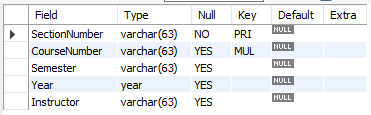 Field Type Null Key Default Extra
SectionNumber varchar(63) NO PRI NULL
CourseNumber varchar(63) YES MUL NULL
Semester varchar(63) YES NULL
Year year YES NULL
Instructor varchar(63) YES NULL